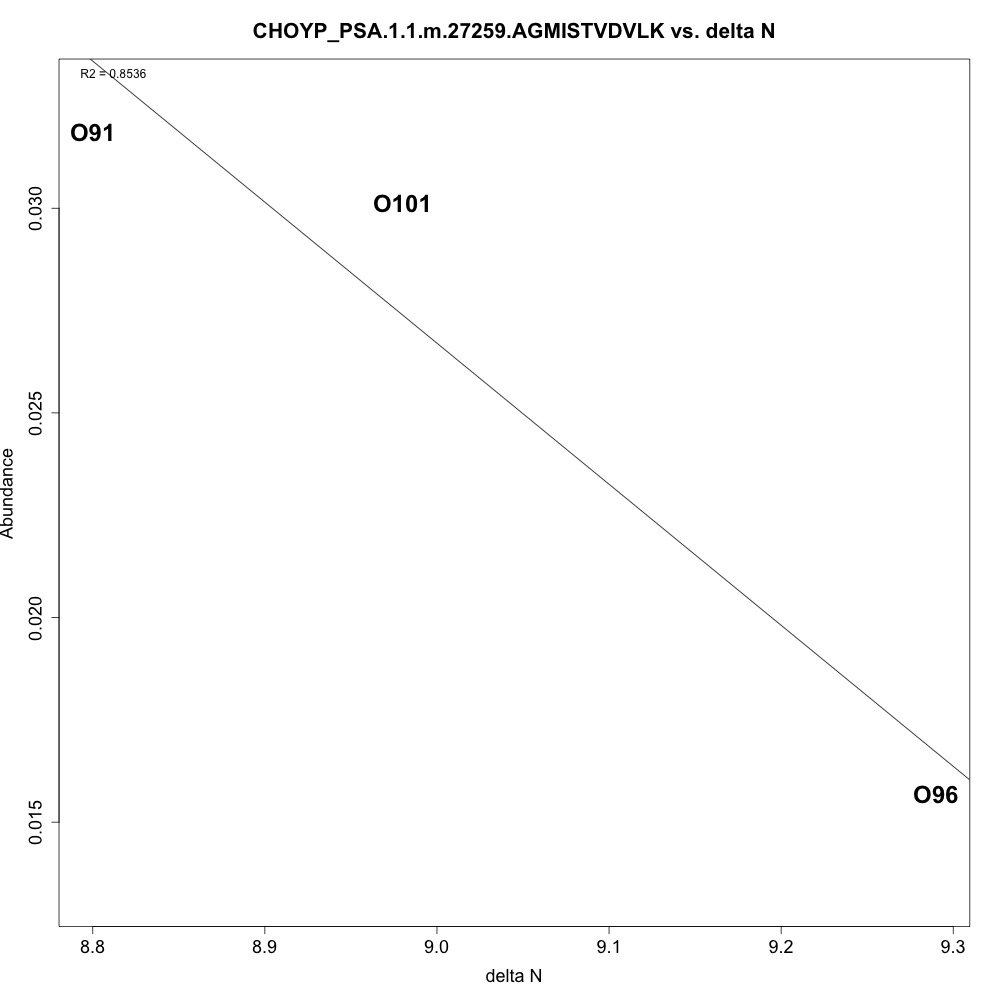 CHOYP_PSA.1.1.m.27259.AGMISTVDVLK vs. delta N
R2 = 0.8536
O91
O101
O96
Abundance
0.030
0.025
0.020
0.015
8.8 8.9 9.0 9.1 9.2 9.3
delta N